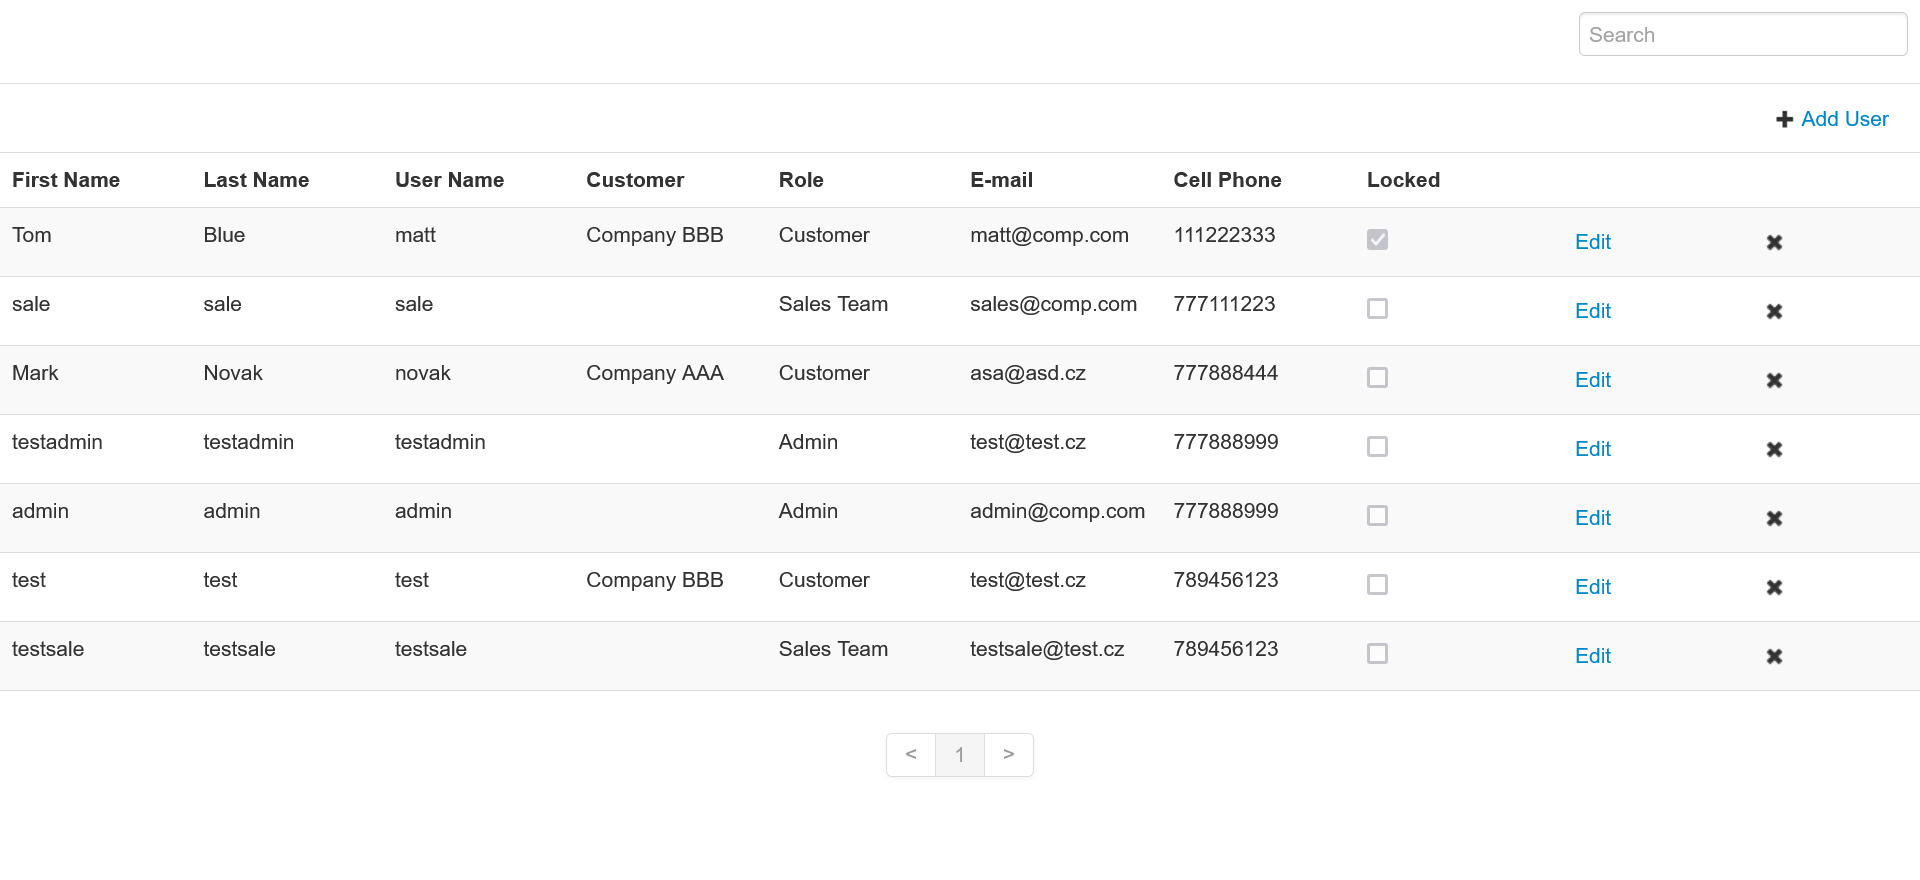 Search
Add User
First Name Last Name User Name Customer Role E-mail Cell Phone Locked
Tom Blue matt Company BBB Customer matt@comp.com 111222333 Edit
sale sale sale Sales Team sales@comp.com 777111223 Edit
Mark Novak novak Company AAA Customer asa@asd.cz 777888444 Edit
testadmin testadmin testadmin Admin test@test.cz 777888999 Edit
admin admin admin Admin admin@comp.com 777888999 Edit
test test test Company BBB Customer test@test.cz 789456123 Edit
testsale testsale testsale Sales Team testsale@test.cz 789456123 Edit
< 1 >